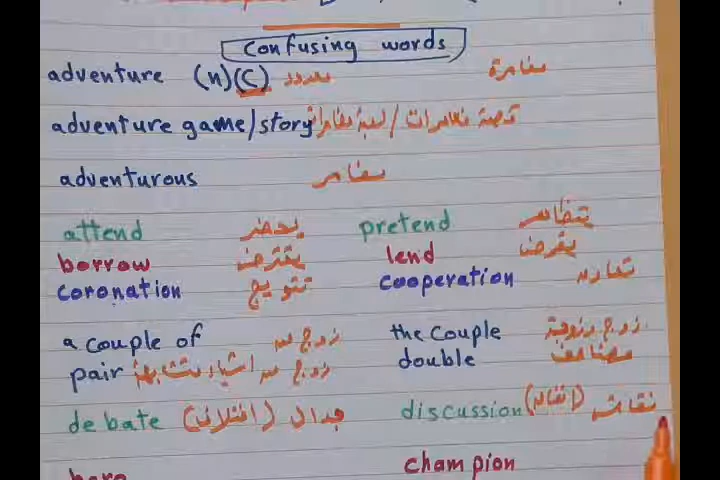 Confusing words
adventure (n) (C) معدود مغامرة
adventure game/story قصة مغامرات / لعبة مغامرات
adventurous مغامر
attend يحضر pretend يتظاهر
borrow يقترض lend يقرض
coronation تتويج cooperation تعاون
a couple of زوج من the couple زوج وزوجة
pair زوج من اشياء متشابهة double مضاعف
debate جدال (اختلاف) discussion نقاش (اتفاق)
hero champion